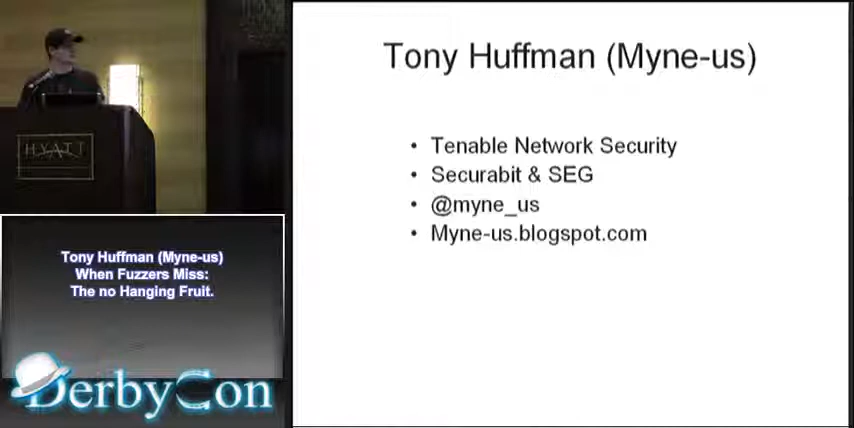 Tony Huffman (Myne-us)
• Tenable Network Security
• Securabit & SEG
• @myne_us
• Myne-us.blogspot.com
HYATT
Tony Huffman (Myne-us)
When Fuzzers Miss:
The no Hanging Fruit.
DerbyCon